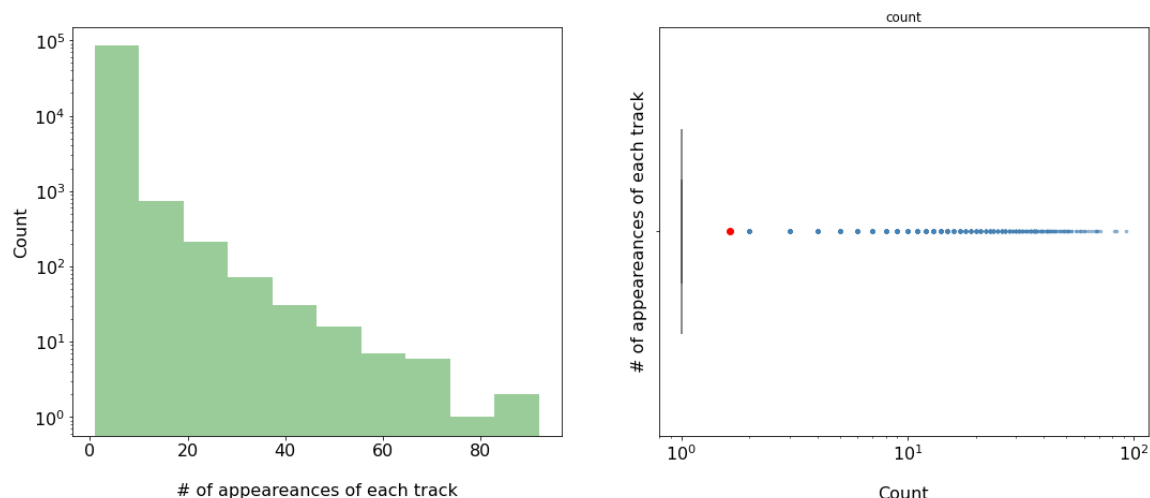 count
10^5
10^4
10^3
10^2
10^1
10^0
Count
0 20 40 60 80
# of appeareances of each track
# of appeareances of each track
10^0 10^1 10^2
Count